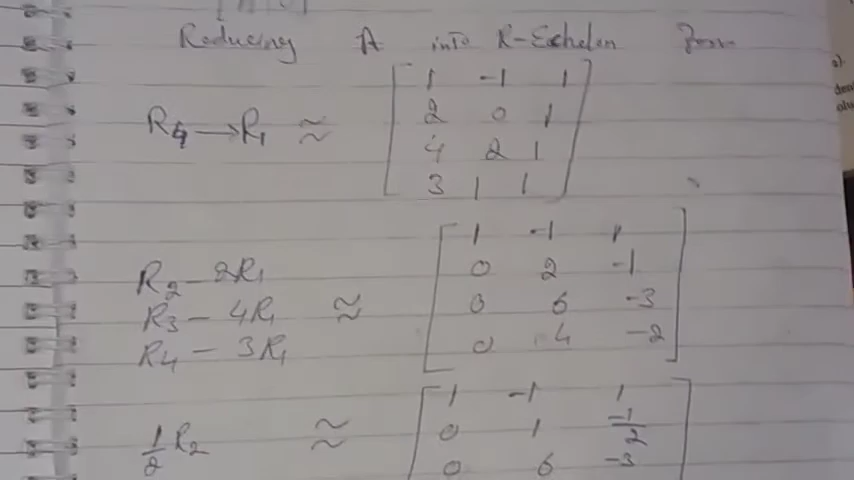 Reducing A into R-Echelon Form
R4 → R1 ≈ [ 1 -1 1
2 0 1
4 2 1
3 1 1 ]
R2 - 2R1
R3 - 4R1
R4 - 3R1
≈ [ 1 -1 1
0 2 -1
0 6 -3
0 4 -2 ]
1/2 R2 ≈ [ 1 -1 1
0 1 -1/2
0 6 -3